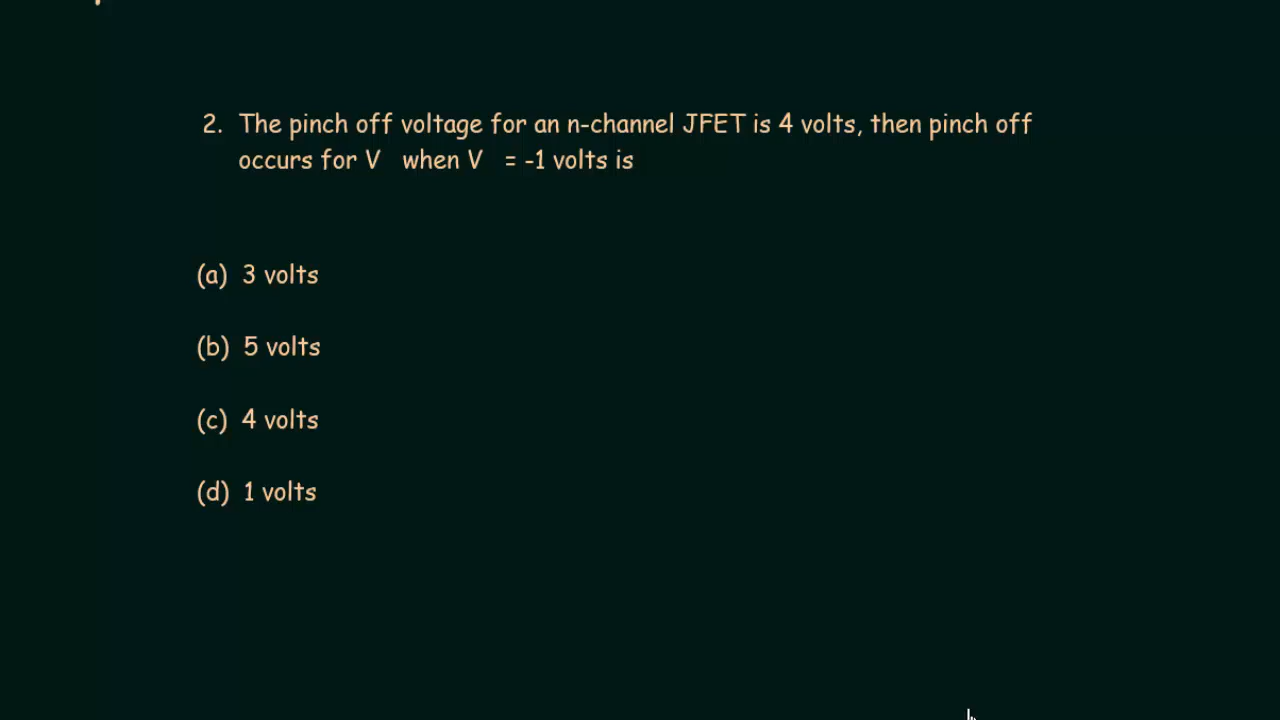 2. The pinch off voltage for an n-channel JFET is 4 volts, then pinch off
occurs for V when V = -1 volts is
(a) 3 volts
(b) 5 volts
(c) 4 volts
(d) 1 volts